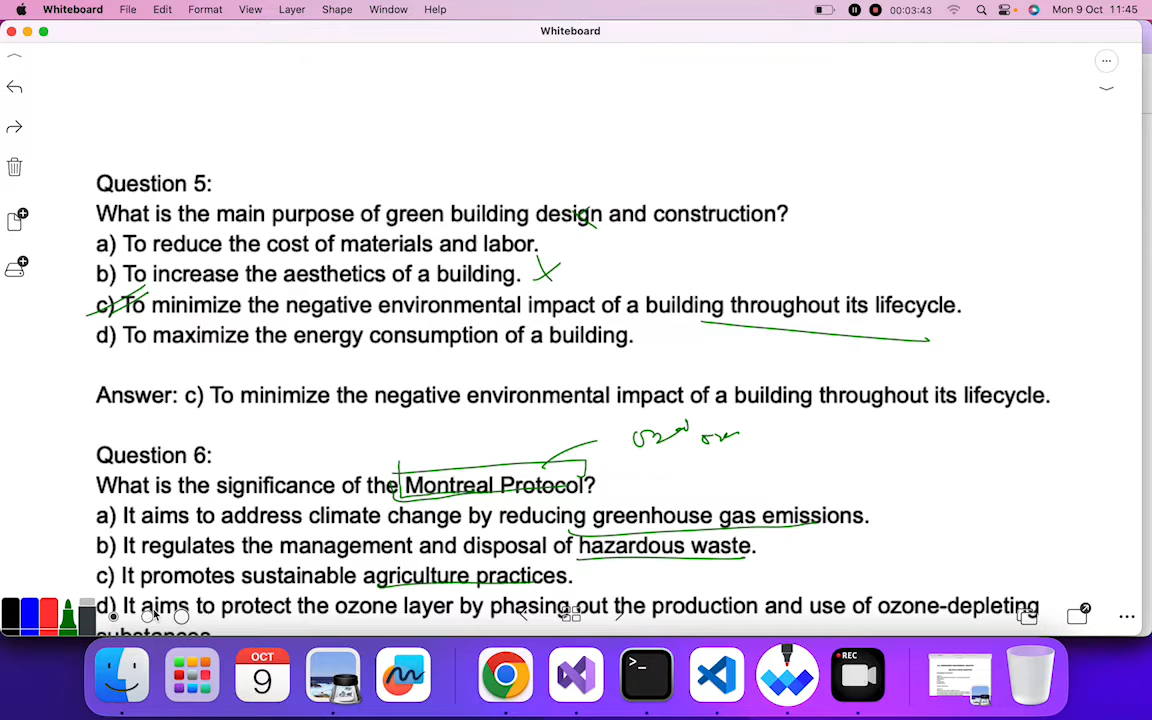 Whiteboard File Edit Format View Layer Shape Window Help 00:03:43 Mon 9 Oct 11:45
Whiteboard
Question 5:
What is the main purpose of green building design and construction?
a) To reduce the cost of materials and labor.
b) To increase the aesthetics of a building.
c) To minimize the negative environmental impact of a building throughout its lifecycle.
d) To maximize the energy consumption of a building.
Answer: c) To minimize the negative environmental impact of a building throughout its lifecycle.
Question 6:
What is the significance of the Montreal Protocol?
a) It aims to address climate change by reducing greenhouse gas emissions.
b) It regulates the management and disposal of hazardous waste.
c) It promotes sustainable agriculture practices.
d) It aims to protect the ozone layer by phasing out the production and use of ozone-depleting
substances
OCT
9
REC